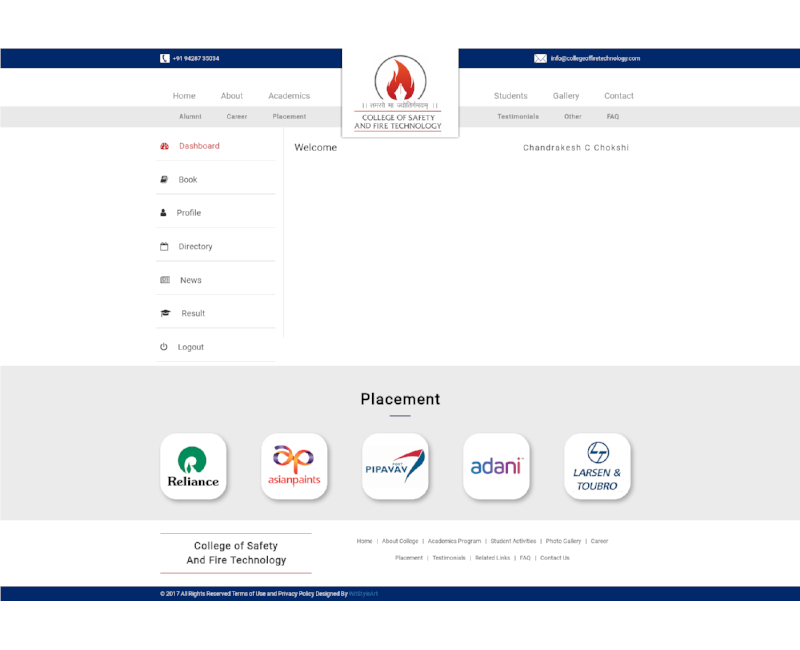 +91 94287 35034
info@collegeoffiretechnology.com
Home About Academics
Students Gallery Contact
Alumni Career Placement
Testimonials Other FAQ
।। तमसो मा ज्योतिर्गमयम् ।।
COLLEGE OF SAFETY
AND FIRE TECHNOLOGY
Dashboard
Book
Profile
Directory
News
Result
Logout
Welcome
Chandrakesh C Chokshi
Placement
Reliance
asianpaints
PORT
PIPAVAV
adani
LARSEN &
TOUBRO
College of Safety
And Fire Technology
Home | About College | Academics Program | Student Activities | Photo Gallery | Career
Placement | Testimonials | Related Links | FAQ | Contact Us
© 2017 All Rights Reserved Terms of Use and Privacy Policy Designed By